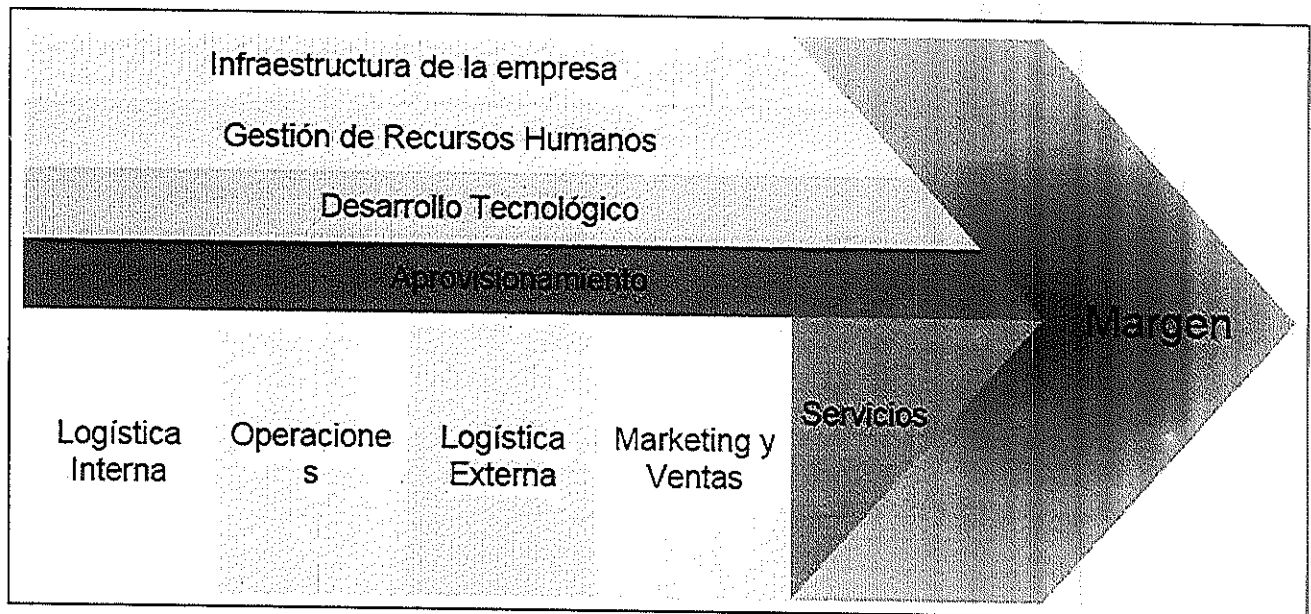 Infraestructura de la empresa
Gestión de Recursos Humanos
Desarrollo Tecnológico
Aprovisionamiento
Margen
Logística
Interna
Operacione
s
Logística
Externa
Marketing y
Ventas
Servicios